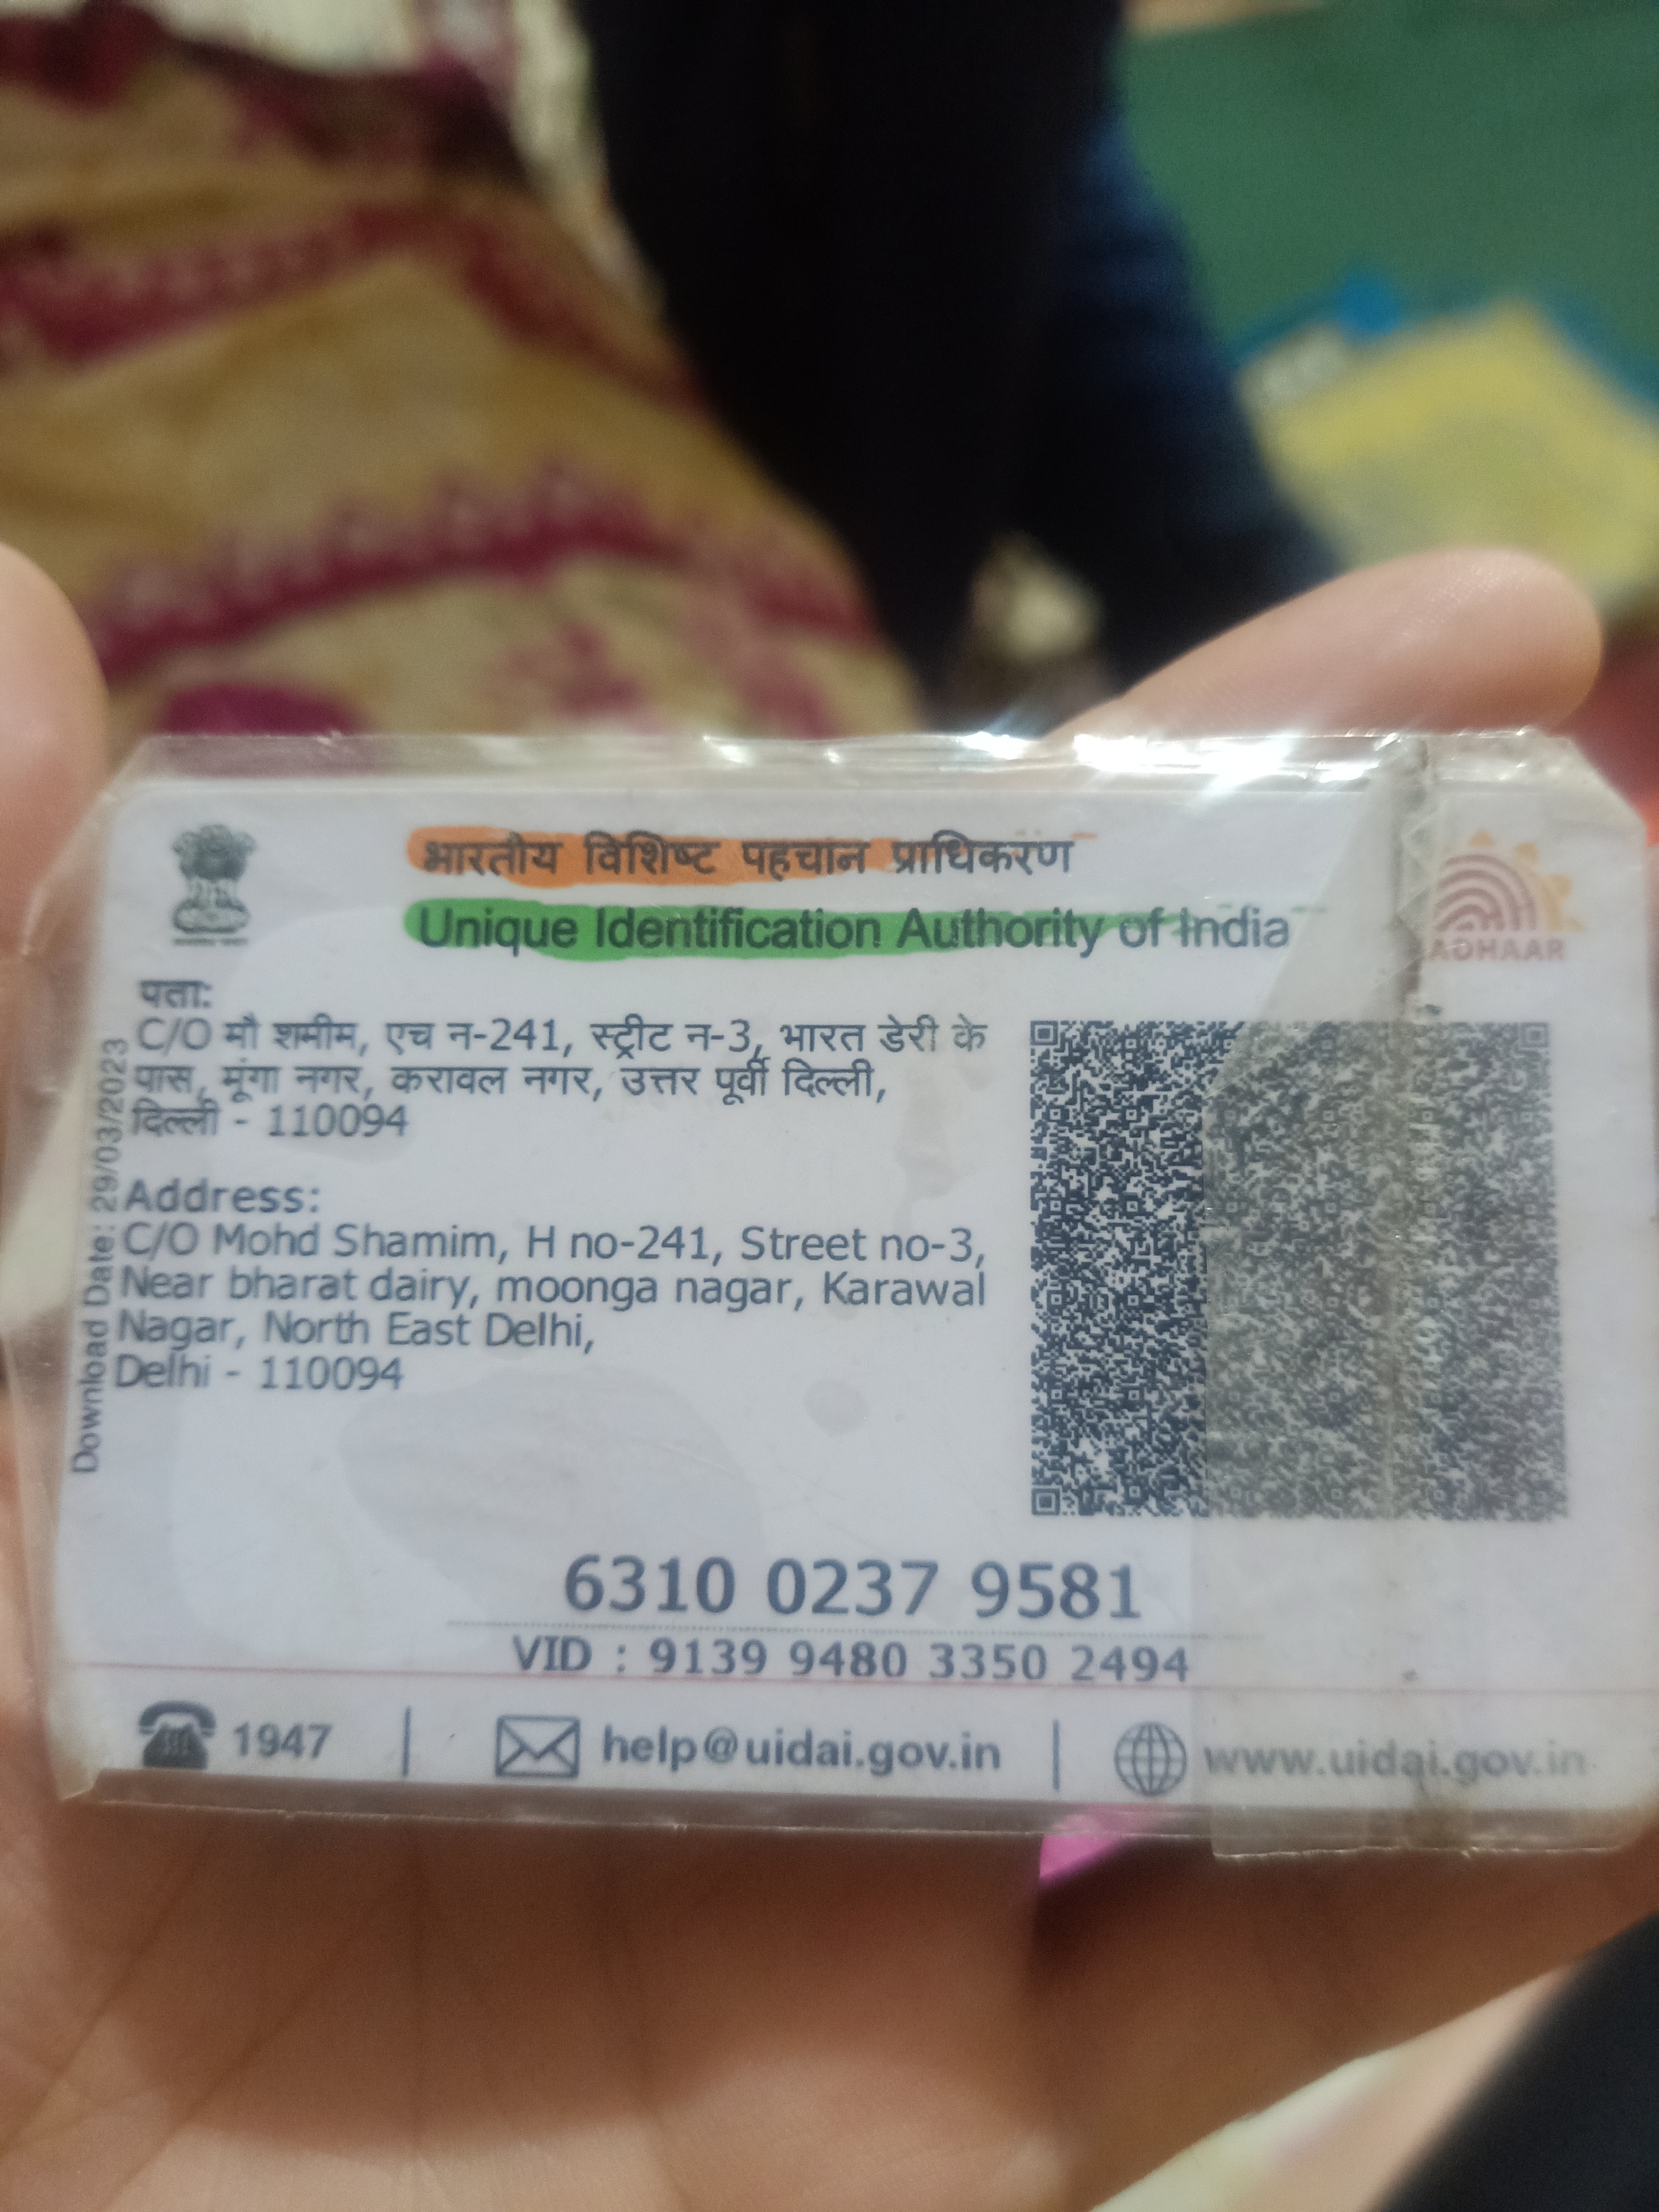 भारतीय विशिष्ट पहचान प्राधिकरण
Unique Identification Authority of India
AADHAAR
पता:
C/O मौ शमीम, एच न-241, स्ट्रीट न-3, भारत डेरी के
पास, मूंगा नगर, करावल नगर, उत्तर पूर्वी दिल्ली,
दिल्ली - 110094
Address:
C/O Mohd Shamim, H no-241, Street no-3,
Near bharat dairy, moonga nagar, Karawal
Nagar, North East Delhi,
Delhi - 110094
Download Date: 29/03/2023
6310 0237 9581
VID : 9139 9480 3350 2494
1947 | help@uidai.gov.in | www.uidai.gov.in